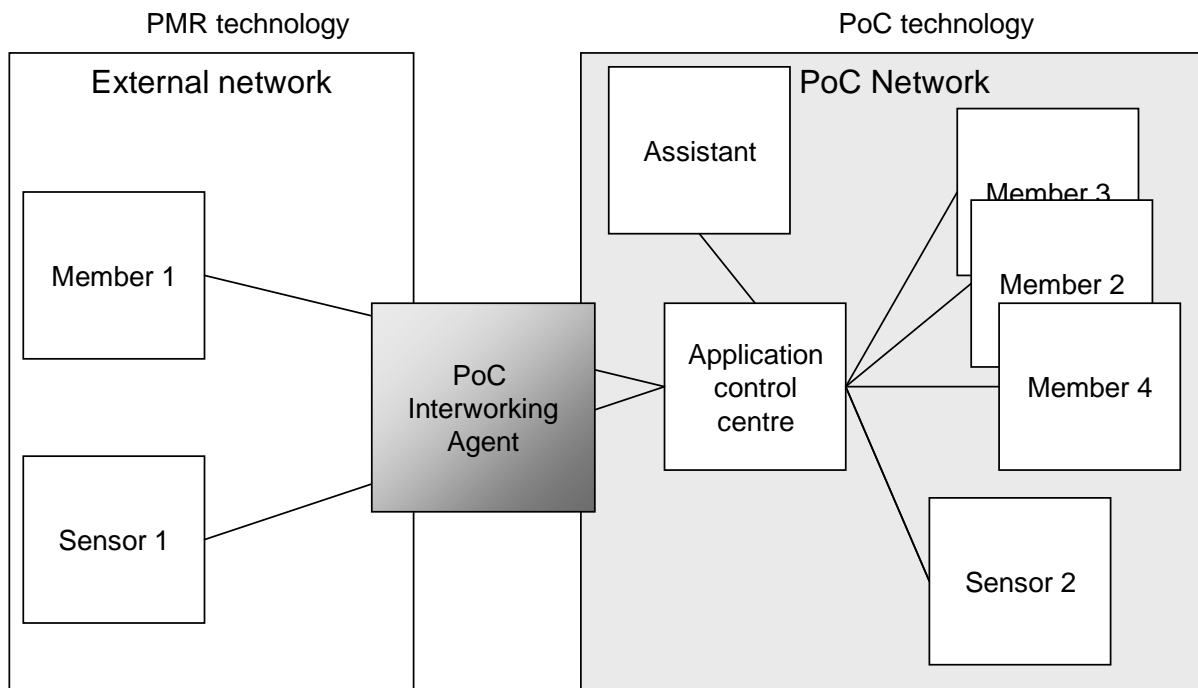 PMR technology
PoC technology
External network
PoC Network
Assistant
Member 3
Member 1
Member 2
PoC
Interworking
Agent
Application
control
centre
Member 4
Sensor 1
Sensor 2